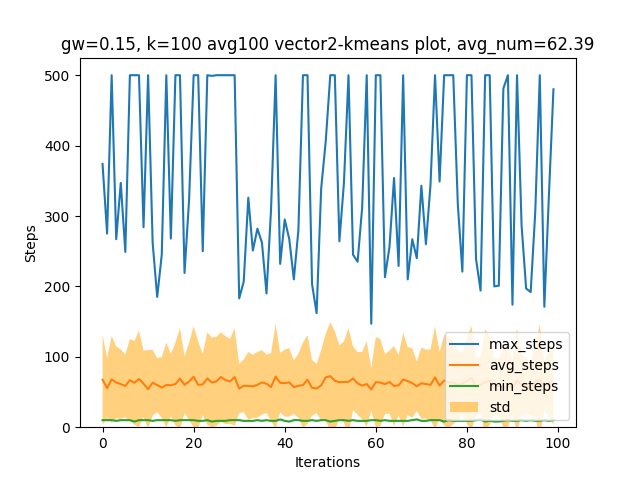 gw=0.15, k=100 avg100 vector2-kmeans plot, avg_num=62.39
500
400
300
200
100
0
Steps
max_steps
avg_steps
min_steps
std
0
20
40
60
80
100
Iterations